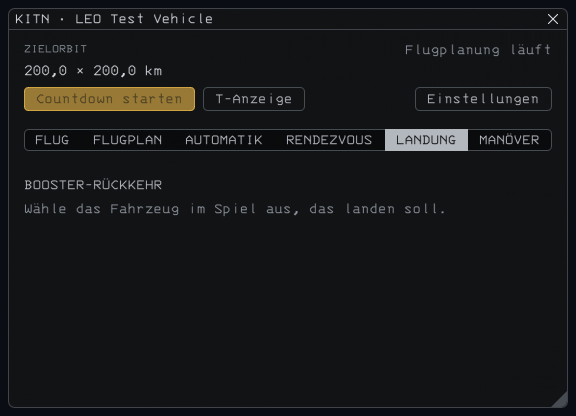 KITN · LEO Test Vehicle
ZIELORBIT
Flugplanung läuft
200,0 × 200,0 km
Countdown starten
T-Anzeige
Einstellungen
FLUG FLUGPLAN AUTOMATIK RENDEZVOUS LANDUNG MANÖVER
BOOSTER-RÜCKKEHR
Wähle das Fahrzeug im Spiel aus, das landen soll.